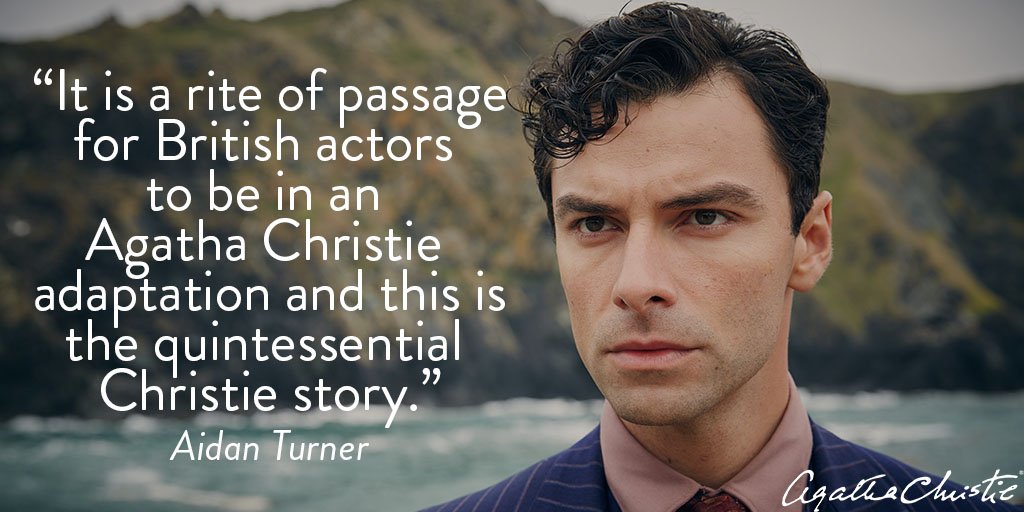 “It is a rite of passage
for British actors
to be in an
Agatha Christie
adaptation and this is
the quintessential
Christie story.”
Aidan Turner
Agatha Christie®